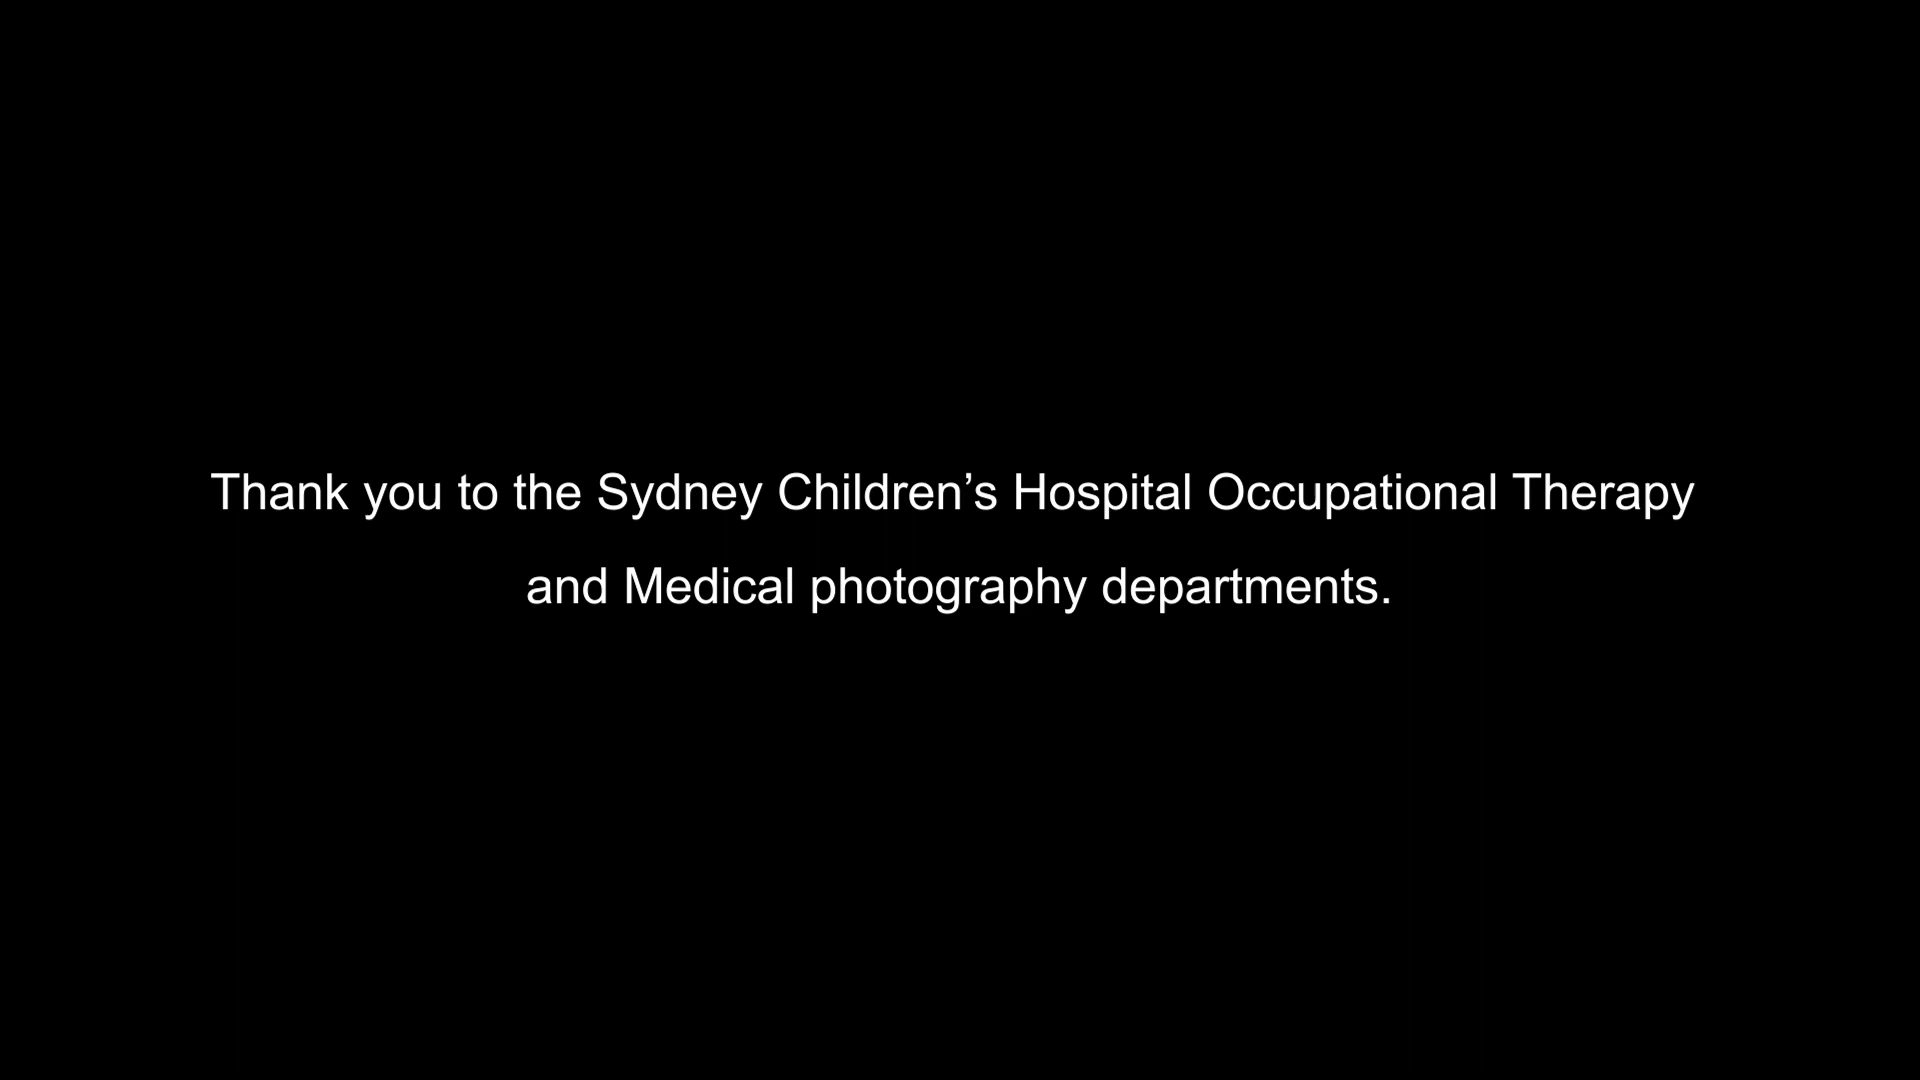 Thank you to the Sydney Children’s Hospital Occupational Therapy
and Medical photography departments.